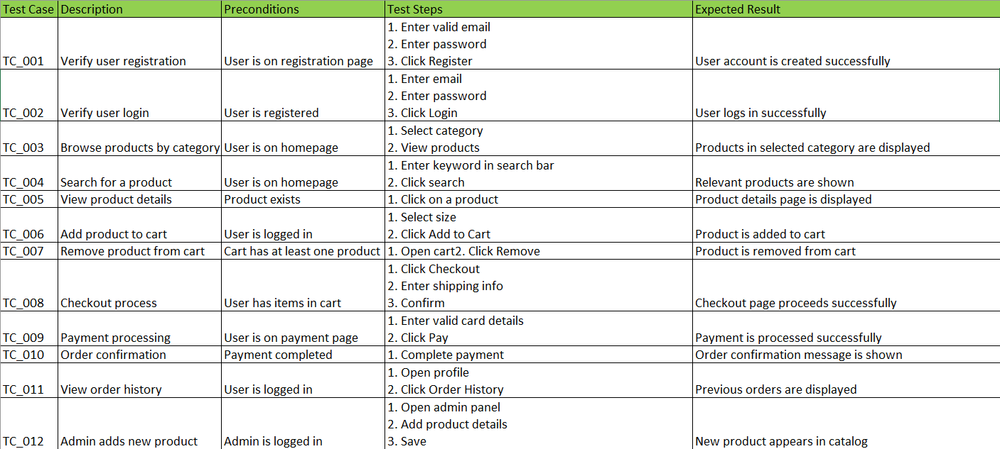 Test Case Description Preconditions Test Steps Expected Result
1. Enter valid email
2. Enter password
TC_001 Verify user registration User is on registration page 3. Click Register User account is created successfully
1. Enter email
2. Enter password
TC_002 Verify user login User is registered 3. Click Login User logs in successfully
1. Select category
TC_003 Browse products by category User is on homepage 2. View products Products in selected category are displayed
1. Enter keyword in search bar
TC_004 Search for a product User is on homepage 2. Click search Relevant products are shown
TC_005 View product details Product exists 1. Click on a product Product details page is displayed
1. Select size
TC_006 Add product to cart User is logged in 2. Click Add to Cart Product is added to cart
TC_007 Remove product from cart Cart has at least one product 1. Open cart2. Click Remove Product is removed from cart
1. Click Checkout
2. Enter shipping info
TC_008 Checkout process User has items in cart 3. Confirm Checkout page proceeds successfully
1. Enter valid card details
TC_009 Payment processing User is on payment page 2. Click Pay Payment is processed successfully
TC_010 Order confirmation Payment completed 1. Complete payment Order confirmation message is shown
1. Open profile
TC_011 View order history User is logged in 2. Click Order History Previous orders are displayed
1. Open admin panel
2. Add product details
TC_012 Admin adds new product Admin is logged in 3. Save New product appears in catalog